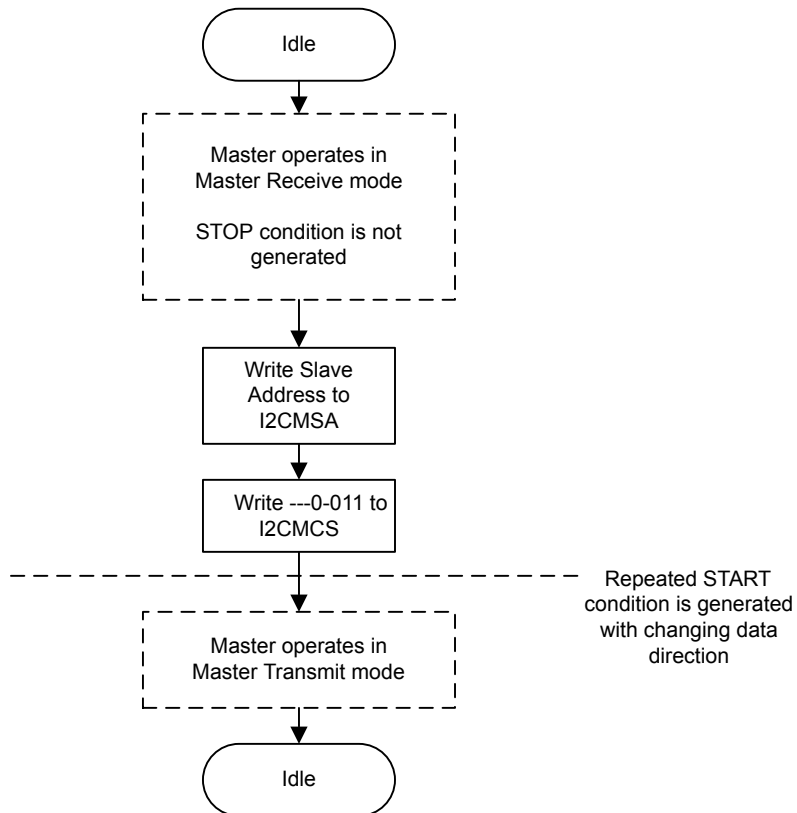 Idle
Master operates in
Master Receive mode
STOP condition is not
generated
Write Slave
Address to
I2CMSA
Write ---0-011 to
I2CMCS
Repeated START
condition is generated
with changing data
direction
Master operates in
Master Transmit mode
Idle